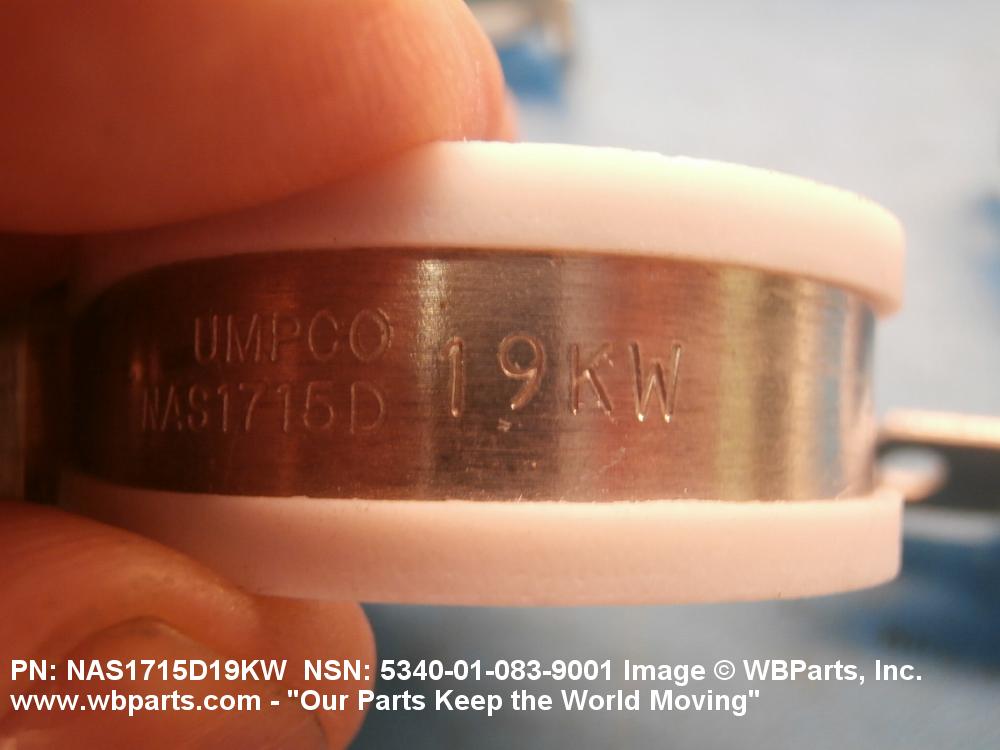 UMPCO
NAS1715D 19KW
PN: NAS1715D19KW NSN: 5340-01-083-9001 Image © WBParts, Inc.
www.wbparts.com - "Our Parts Keep the World Moving"